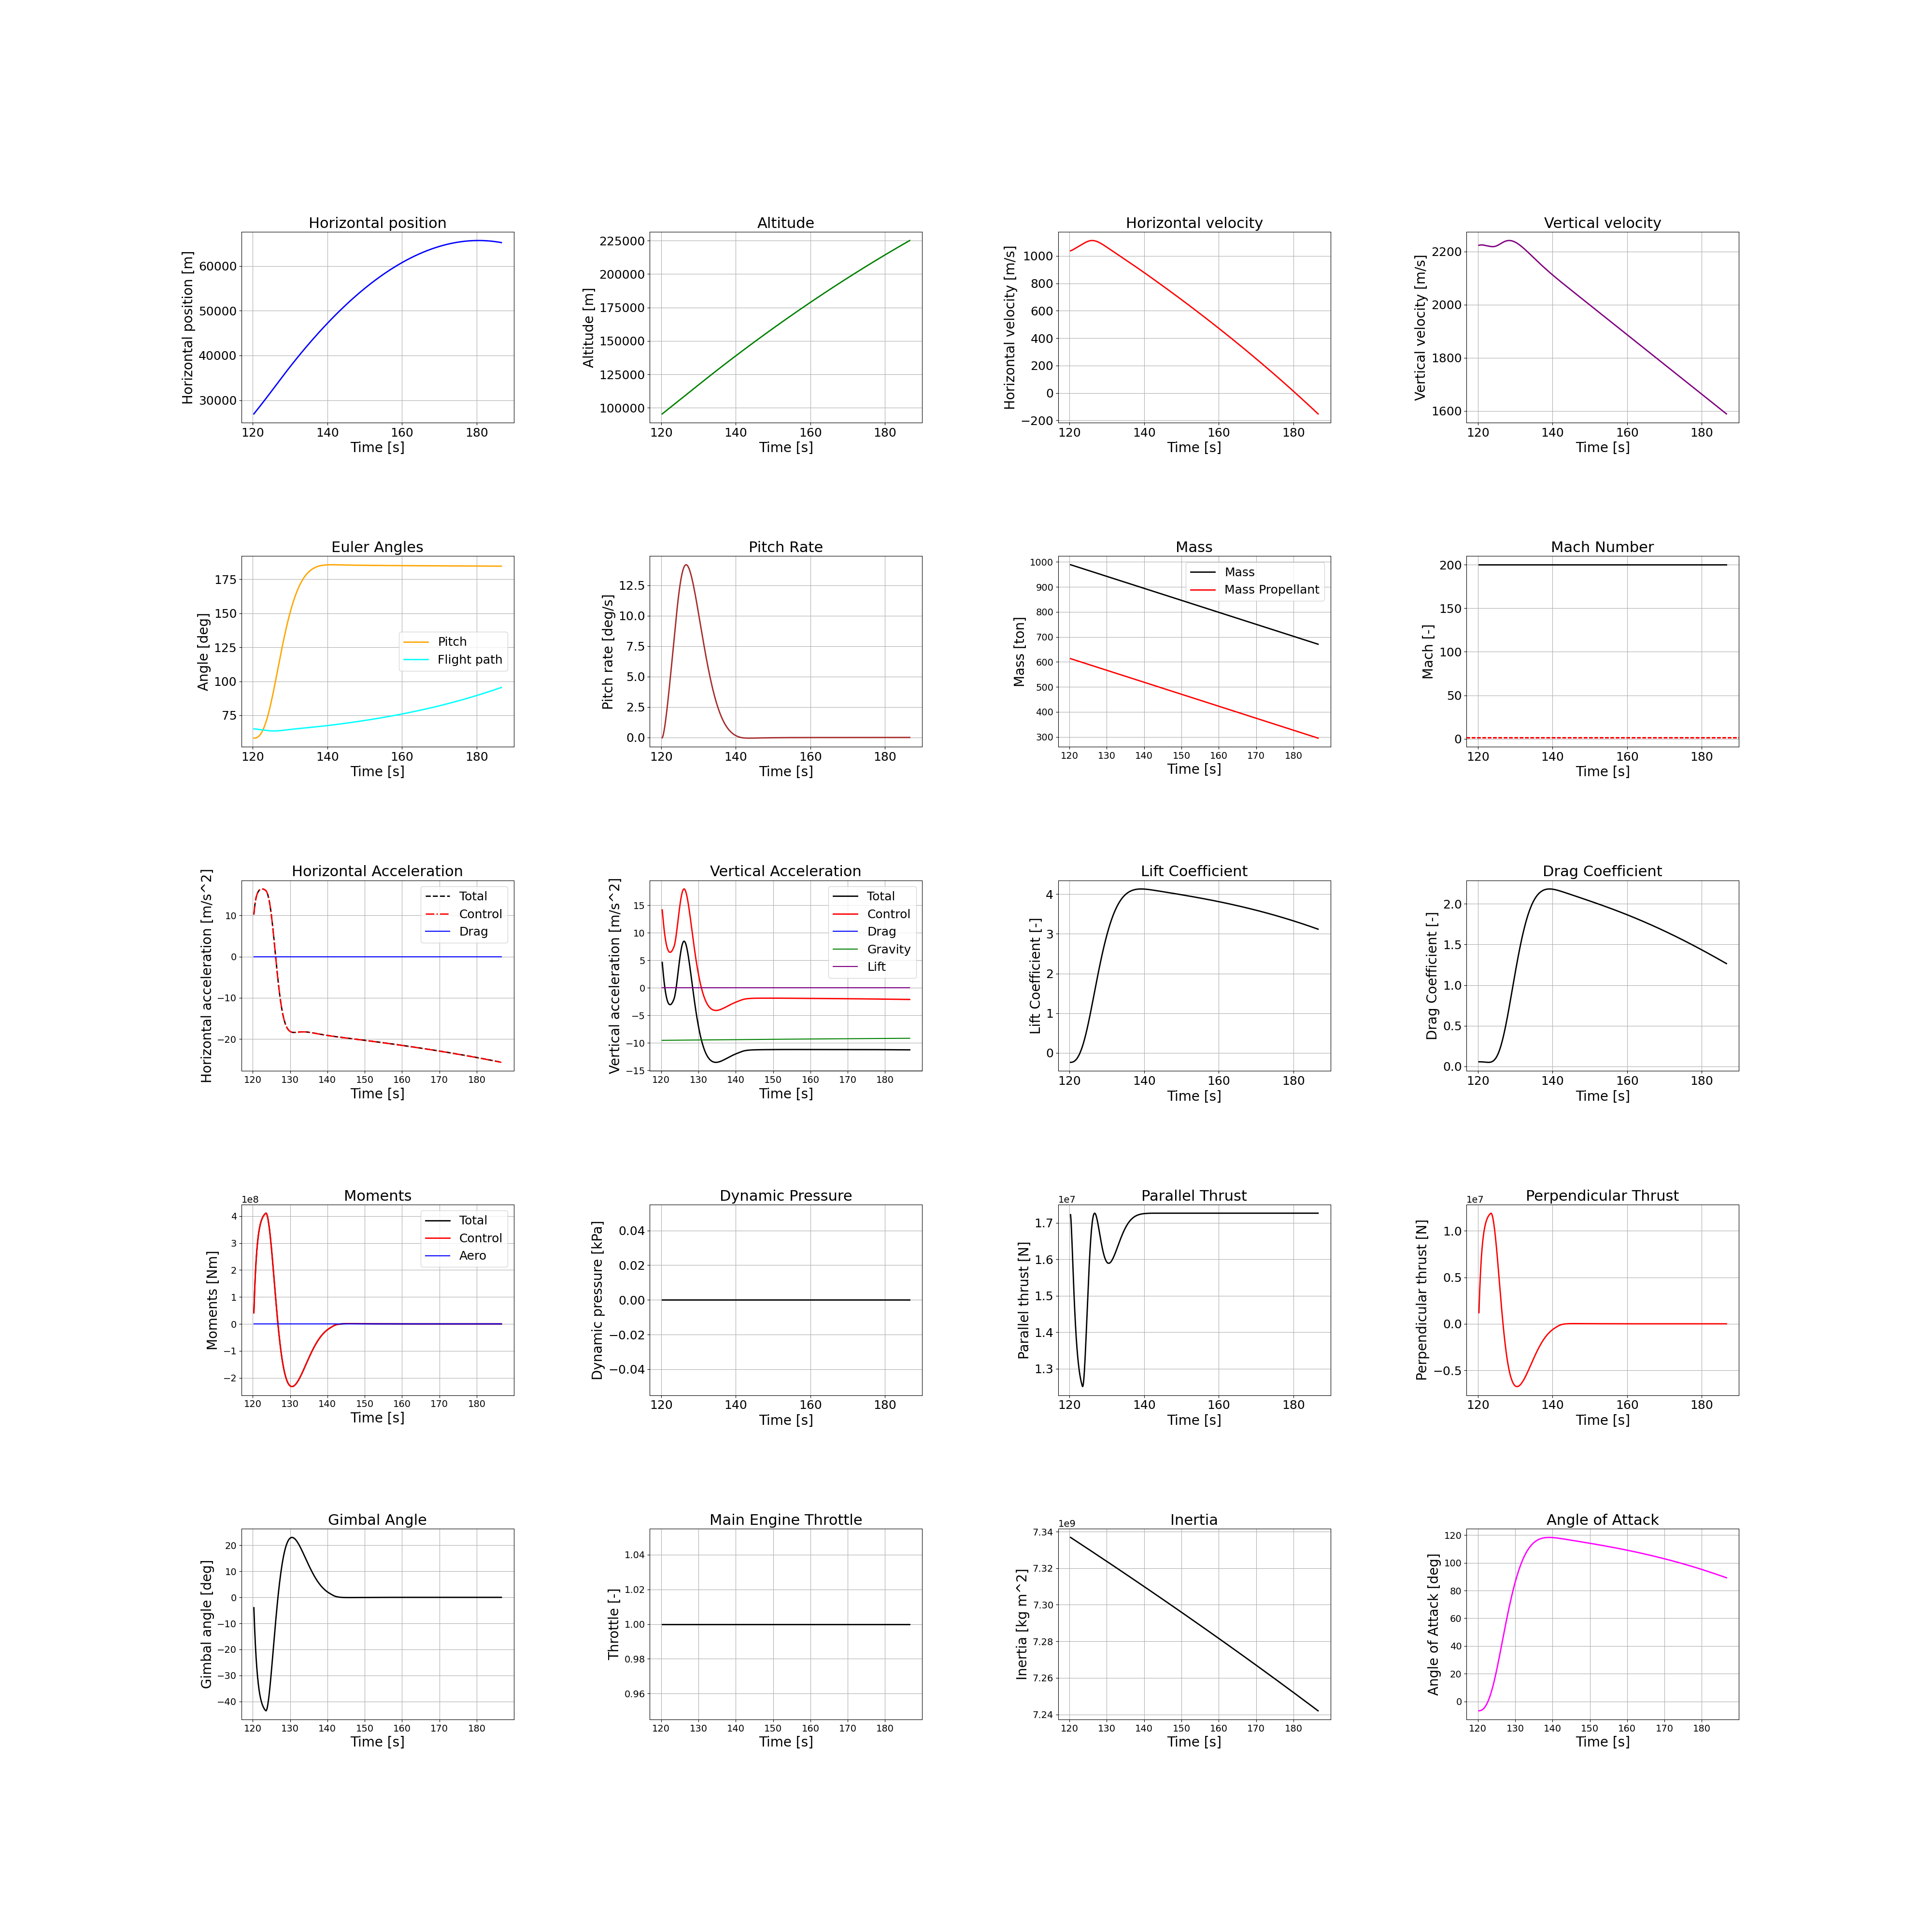 Horizontal position
Horizontal position [m]
60000
50000
40000
30000
120 140 160 180
Time [s]
Altitude
Altitude [m]
225000
200000
175000
150000
125000
100000
120 140 160 180
Time [s]
Horizontal velocity
Horizontal velocity [m/s]
1000
800
600
400
200
0
−200
120 140 160 180
Time [s]
Vertical velocity
Vertical velocity [m/s]
2200
2000
1800
1600
120 140 160 180
Time [s]
Euler Angles
Angle [deg]
175
150
125
100
75
Pitch
Flight path
120 140 160 180
Time [s]
Pitch Rate
Pitch rate [deg/s]
12.5
10.0
7.5
5.0
2.5
0.0
120 140 160 180
Time [s]
Mass
Mass [ton]
1000
900
800
700
600
500
400
300
Mass
Mass Propellant
120 130 140 150 160 170 180
Time [s]
Mach Number
Mach [-]
200
150
100
50
0
120 140 160 180
Time [s]
Horizontal Acceleration
Horizontal acceleration [m/s^2]
10
0
−10
−20
Total
Control
Drag
120 130 140 150 160 170 180
Time [s]
Vertical Acceleration
Vertical acceleration [m/s^2]
15
10
5
0
−5
−10
−15
Total
Control
Drag
Gravity
Lift
120 130 140 150 160 170 180
Time [s]
Lift Coefficient
Lift Coefficient [-]
4
3
2
1
0
120 140 160 180
Time [s]
Drag Coefficient
Drag Coefficient [-]
2.0
1.5
1.0
0.5
0.0
120 140 160 180
Time [s]
Moments
1e8
Moments [Nm]
4
3
2
1
0
−1
−2
Total
Control
Aero
120 130 140 150 160 170 180
Time [s]
Dynamic Pressure
Dynamic pressure [kPa]
0.04
0.02
0.00
−0.02
−0.04
120 140 160 180
Time [s]
Parallel Thrust
1e7
Parallel thrust [N]
1.7
1.6
1.5
1.4
1.3
120 140 160 180
Time [s]
Perpendicular Thrust
1e7
Perpendicular thrust [N]
1.0
0.5
0.0
−0.5
120 140 160 180
Time [s]
Gimbal Angle
Gimbal angle [deg]
20
10
0
−10
−20
−30
−40
120 130 140 150 160 170 180
Time [s]
Main Engine Throttle
Throttle [-]
1.04
1.02
1.00
0.98
0.96
120 130 140 150 160 170 180
Time [s]
Inertia
1e9
Inertia [kg m^2]
7.34
7.32
7.30
7.28
7.26
7.24
120 130 140 150 160 170 180
Time [s]
Angle of Attack
Angle of Attack [deg]
120
100
80
60
40
20
0
120 130 140 150 160 170 180
Time [s]